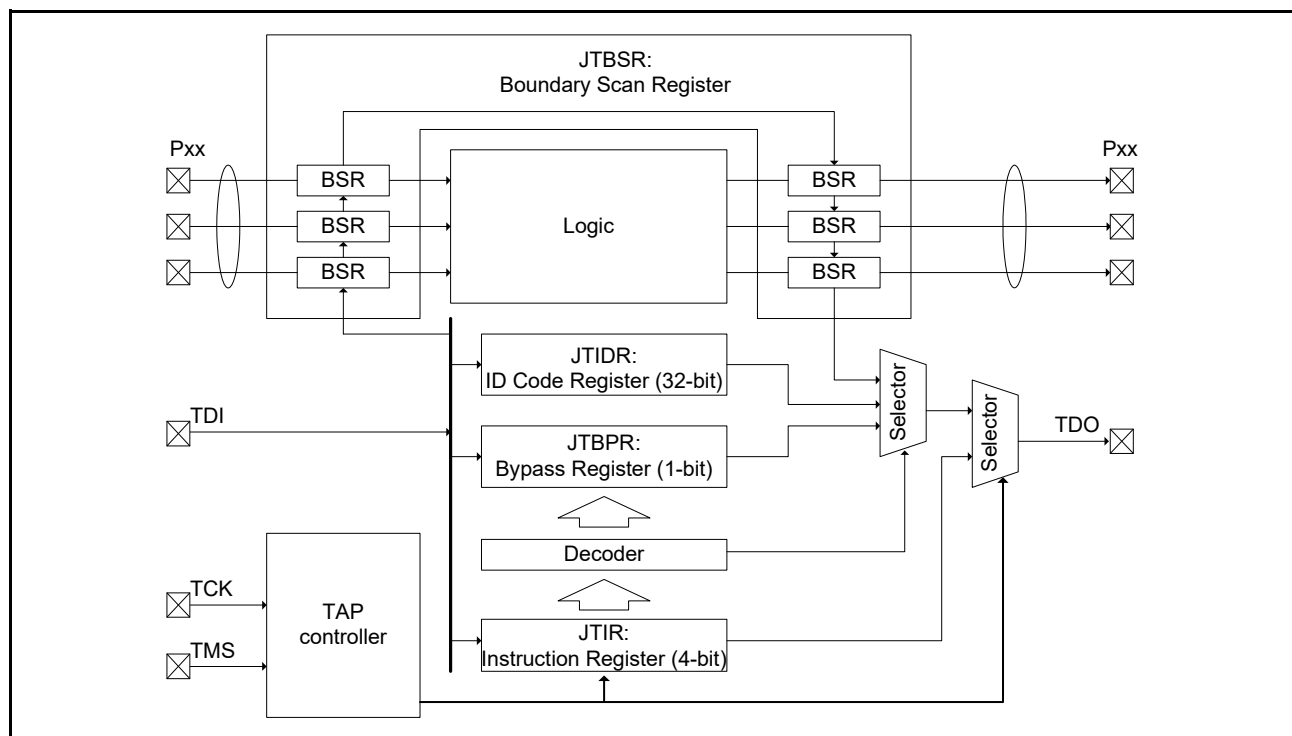 JTBSR:
Boundary Scan Register
Pxx
Pxx
BSR
BSR
BSR
BSR
BSR
BSR
Logic
JTIDR:
ID Code Register (32-bit)
Selector
Selector
TDI
TDO
JTBPR:
Bypass Register (1-bit)
Decoder
TCK
TMS
TAP
controller
JTIR:
Instruction Register (4-bit)